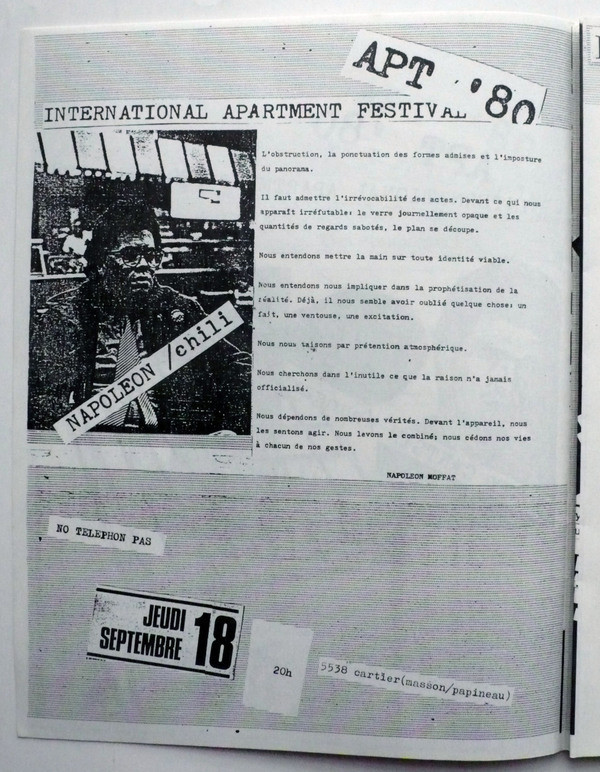 APT '80
INTERNATIONAL APARTMENT FESTIVAL
L'obstruction, la ponctuation des formes admises et l'imposture
du panorama.
Il faut admettre l'irrévocabilité des actes. Devant ce qui nous
apparaît irréfutable: le verre journellement opaque et les
quantités de regards sabotés, le plan se découpe.
Nous entendons mettre la main sur toute identité viable.
Nous entendons nous impliquer dans la prophétisation de la
réalité. Déjà, il nous semble avoir oublié quelque chose: un
fait, une ventouse, une excitation.
Nous nous taisons par prétention atmosphérique.
Nous cherchons dans l'inutile ce que la raison n'a jamais
officialisé.
Nous dépendons de nombreuses vérités. Devant l'appareil, nous
les sentons agir. Nous levons le combiné; nous cédons nos vies
à chacun de nos gestes.
NAPOLEON MOFFAT
NAPOLEON /chili
NO TELEPHON PAS
JEUDI
SEPTEMBRE 18
20h
5538 cartier(masson/papineau)